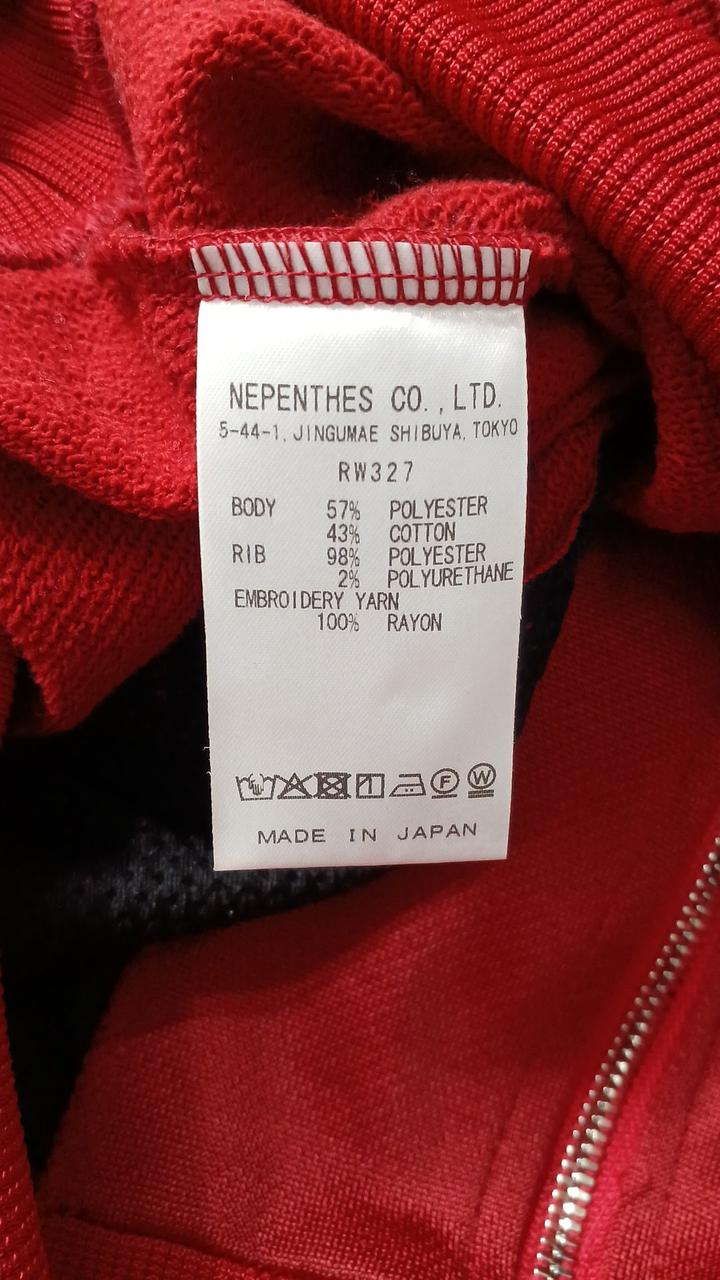 NEPENTHES CO.,LTD.
5-44-1, JINGUMAE SHIBUYA, TOKYO
RW327
BODY 57% POLYESTER
43% COTTON
RIB 98% POLYESTER
2% POLYURETHANE
EMBROIDERY YARN
100% RAYON
F W
MADE IN JAPAN